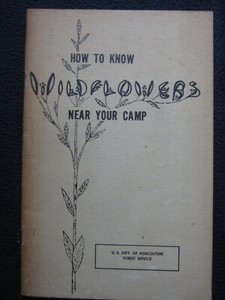 HOW TO KNOW
WILDFLOWERS
NEAR YOUR CAMP
U. S. DEPT. OF AGRICULTURE
FOREST SERVICE